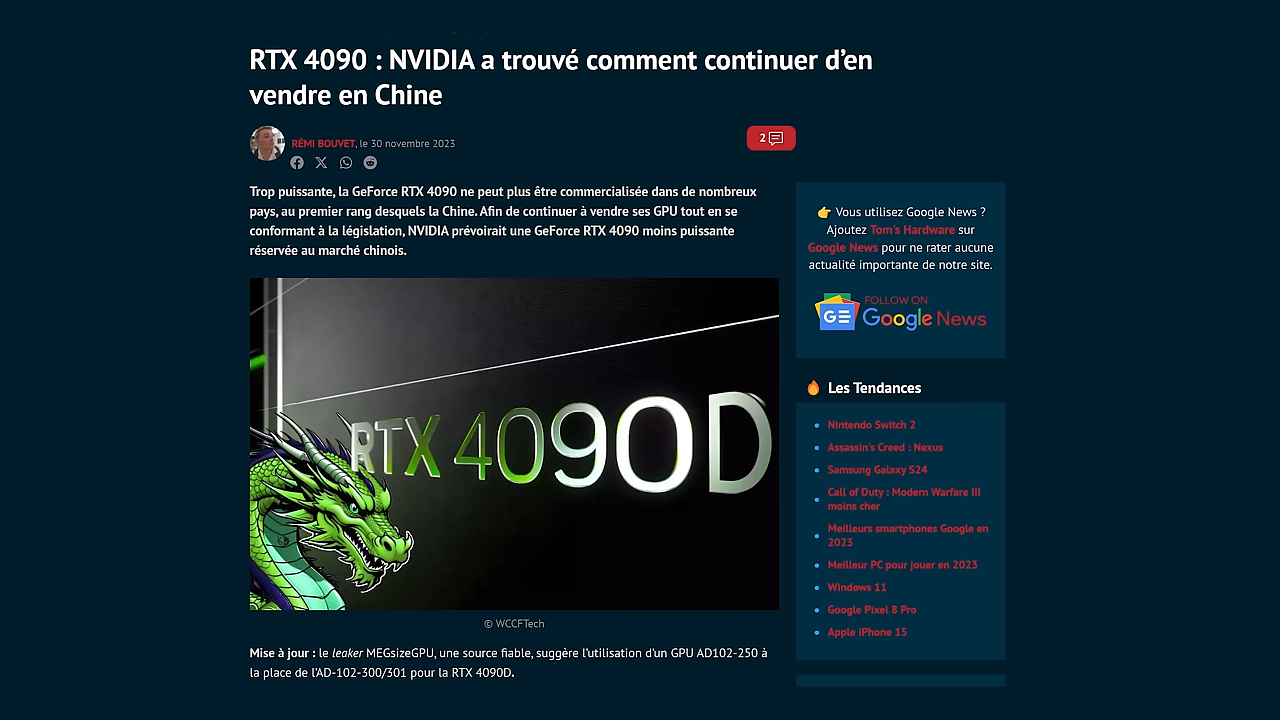 RTX 4090 : NVIDIA a trouvé comment continuer d’en
vendre en Chine
RÉMI BOUVET, le 30 novembre 2023
2
Trop puissante, la GeForce RTX 4090 ne peut plus être commercialisée dans de nombreux
pays, au premier rang desquels la Chine. Afin de continuer à vendre ses GPU tout en se
conformant à la législation, NVIDIA prévoirait une GeForce RTX 4090 moins puissante
réservée au marché chinois.
RTX 4090D
© WCCFTech
Mise à jour : le leaker MEGsizeGPU, une source fiable, suggère l’utilisation d’un GPU AD102-250 à
la place de l’AD-102-300/301 pour la RTX 4090D.
👉 Vous utilisez Google News ?
Ajoutez Tom's Hardware sur
Google News pour ne rater aucune
actualité importante de notre site.
GE
FOLLOW ON
Google News
🔥 Les Tendances
Nintendo Switch 2
Assassin's Creed : Nexus
Samsung Galaxy S24
Call of Duty : Modern Warfare III
moins cher
Meilleurs smartphones Google en
2023
Meilleur PC pour jouer en 2023
Windows 11
Google Pixel 8 Pro
Apple iPhone 15